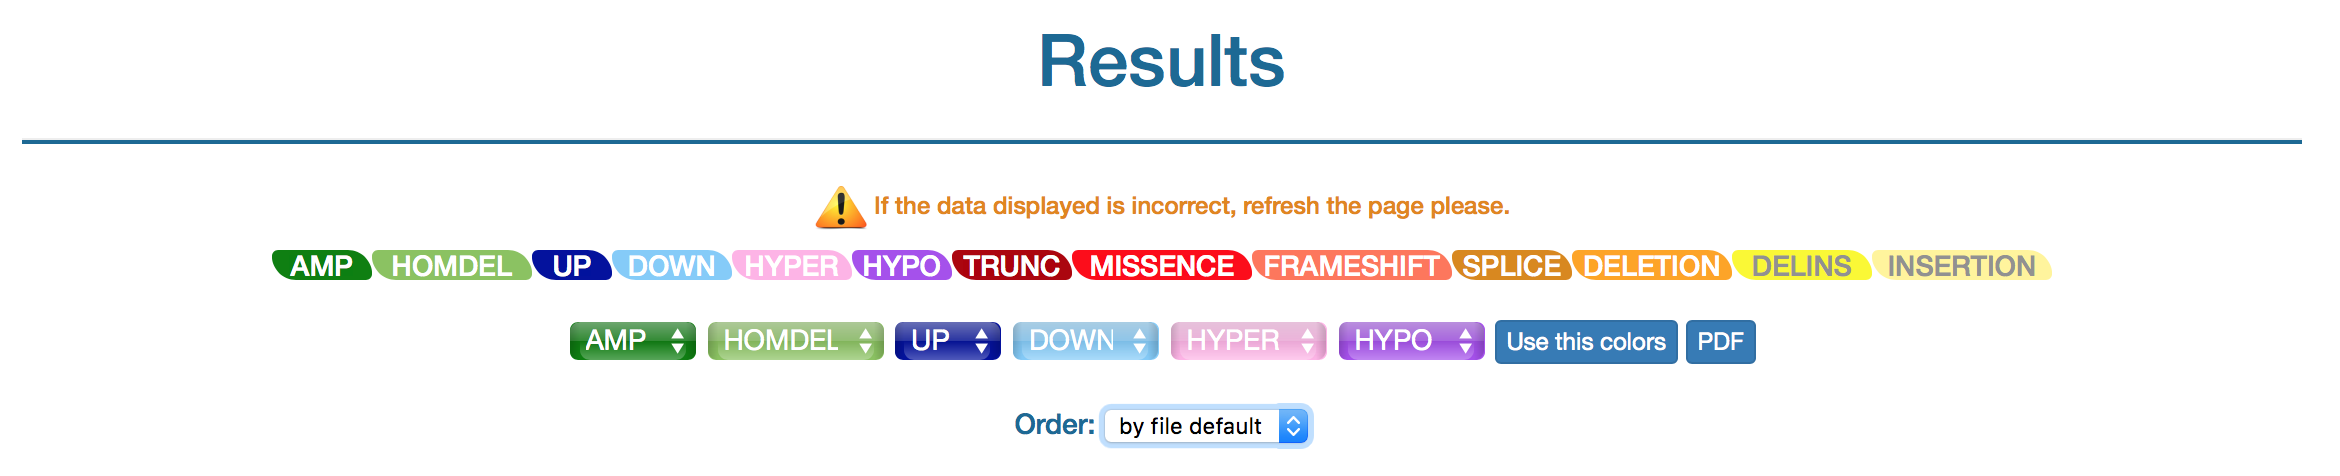 Results
If the data displayed is incorrect, refresh the page please.
AMP HOMDEL UP DOWN HYPER HYPO TRUNC MISSENCE FRAMESHIFT SPLICE DELETION DELINS INSERTION
AMP HOMDEL UP DOWN HYPER HYPO Use this colors PDF
Order: by file default